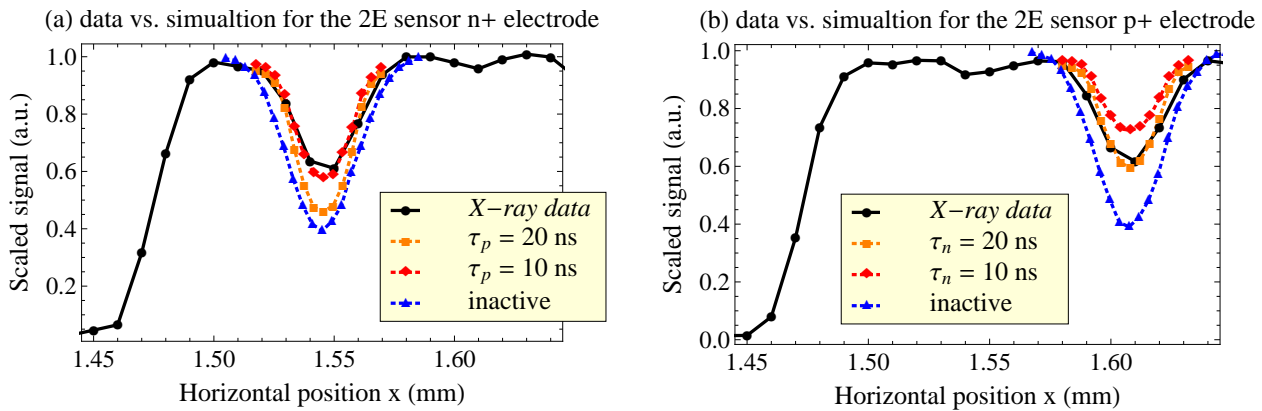 (a) data vs. simualtion for the 2E sensor n+ electrode
1.0
0.8
0.6
0.4
0.2
Scaled signal (a.u.)
X−ray data
τp = 20 ns
τp = 10 ns
inactive
1.45 1.50 1.55 1.60
Horizontal position x (mm)
(b) data vs. simualtion for the 2E sensor p+ electrode
1.0
0.8
0.6
0.4
0.2
0.0
Scaled signal (a.u.)
X−ray data
τn = 20 ns
τn = 10 ns
inactive
1.45 1.50 1.55 1.60
Horizontal position x (mm)